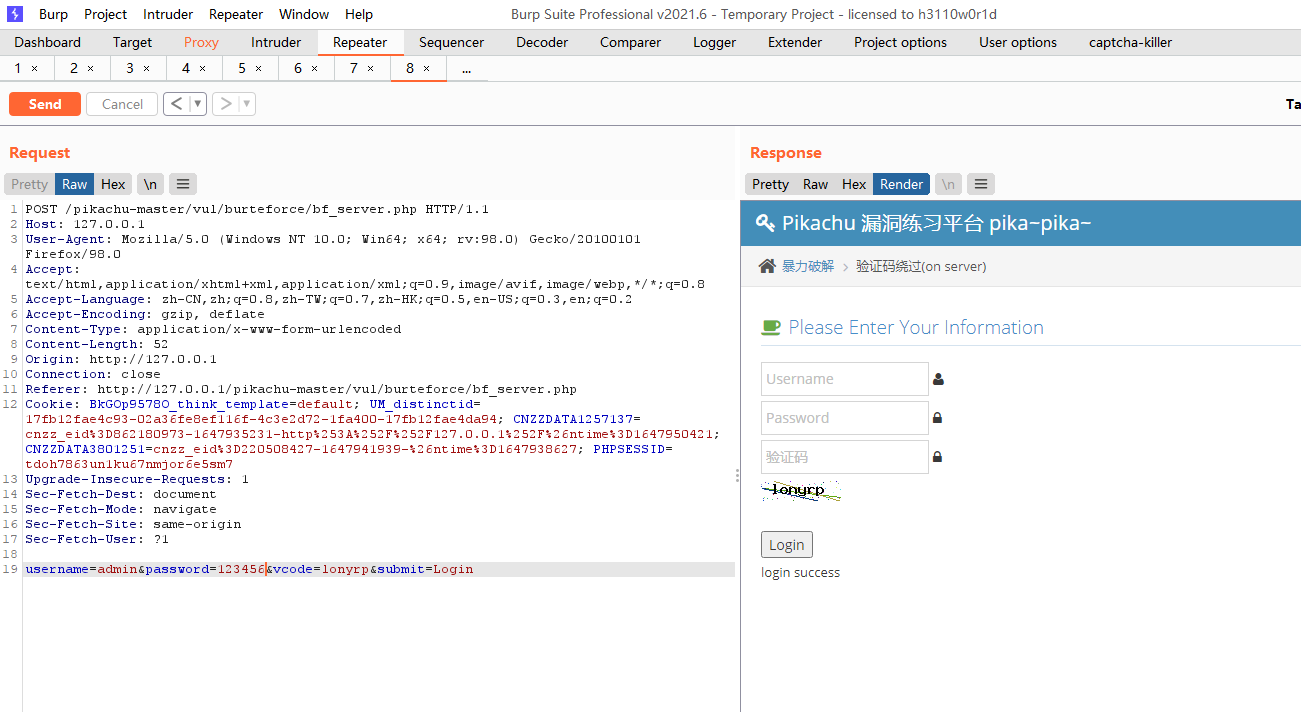 Burp Project Intruder Repeater Window Help Burp Suite Professional v2021.6 - Temporary Project - licensed to h3110w0r1d
Dashboard Target Proxy Intruder Repeater Sequencer Decoder Comparer Logger Extender Project options User options captcha-killer
1 × 2 × 3 × 4 × 5 × 6 × 7 × 8 × ...
Send Cancel < ▼ > ▼ Ta
Request
Pretty Raw Hex \n ☰
1 POST /pikachu-master/vul/burteforce/bf_server.php HTTP/1.1
2 Host: 127.0.0.1
3 User-Agent: Mozilla/5.0 (Windows NT 10.0; Win64; x64; rv:98.0) Gecko/20100101
Firefox/98.0
4 Accept:
text/html,application/xhtml+xml,application/xml;q=0.9,image/avif,image/webp,*/*;q=0.8
5 Accept-Language: zh-CN,zh;q=0.8,zh-TW;q=0.7,zh-HK;q=0.5,en-US;q=0.3,en;q=0.2
6 Accept-Encoding: gzip, deflate
7 Content-Type: application/x-www-form-urlencoded
8 Content-Length: 52
9 Origin: http://127.0.0.1
10 Connection: close
11 Referer: http://127.0.0.1/pikachu-master/vul/burteforce/bf_server.php
12 Cookie: BkGOp9578O_think_template=default; UM_distinctid=
17fb12fae4c93-02a36fe8ef116f-4c3e2d72-1fa400-17fb12fae4da94; CNZZDATA1257137=
cnzz_eid%3D862180973-1647935231-http%253A%252F%252F127.0.0.1%252F%26ntime%3D1647950421;
CNZZDATA3801251=cnzz_eid%3D220508427-1647941939-%26ntime%3D1647938627; PHPSESSID=
tdoh7863un1ku67nmjor6e5sm7
13 Upgrade-Insecure-Requests: 1
14 Sec-Fetch-Dest: document
15 Sec-Fetch-Mode: navigate
16 Sec-Fetch-Site: same-origin
17 Sec-Fetch-User: ?1
18
19 username=admin&password=123456&vcode=lonyrp&submit=Login
Response
Pretty Raw Hex Render \n ☰
Pikachu 漏洞练习平台 pika~pika~
暴力破解 > 验证码绕过(on server)
Please Enter Your Information
Username
Password
验证码
lonyrp
Login
login success